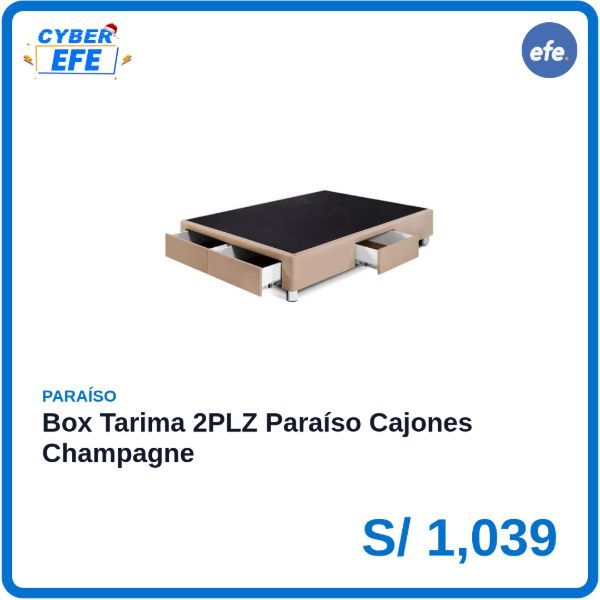 CYBER
EFE
efe.
PARAÍSO
Box Tarima 2PLZ Paraíso Cajones
Champagne
S/ 1,039